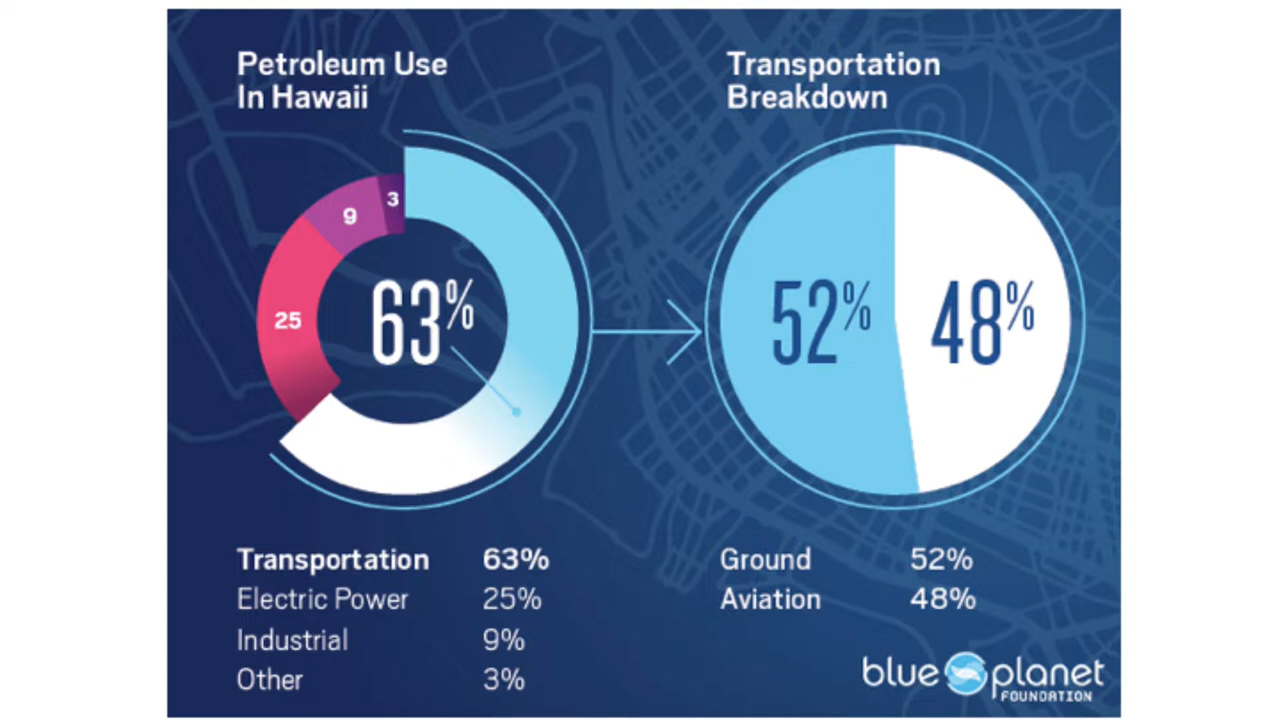 Petroleum Use
In Hawaii
3
9
25
63%
Transportation 63%
Electric Power 25%
Industrial 9%
Other 3%
Transportation
Breakdown
52%
48%
Ground 52%
Aviation 48%
blue planet
FOUNDATION